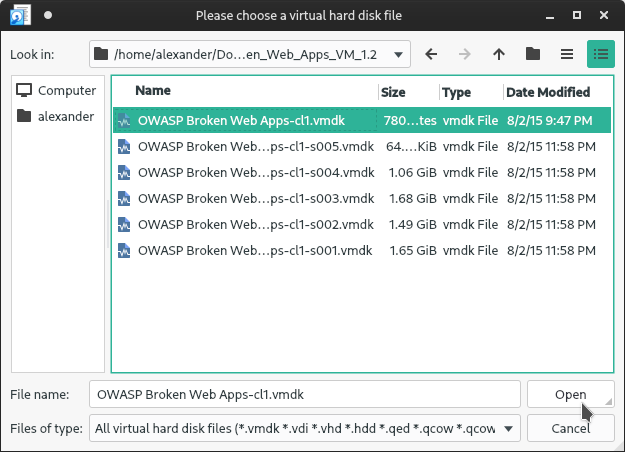 Please choose a virtual hard disk file
Look in: /home/alexander/Do...en_Web_Apps_VM_1.2
Computer
alexander
Name Size Type Date Modified
OWASP Broken Web Apps-cl1.vmdk 780...tes vmdk File 8/2/15 9:47 PM
OWASP Broken Web...ps-cl1-s005.vmdk 64....KiB vmdk File 8/2/15 11:58 PM
OWASP Broken Web...ps-cl1-s004.vmdk 1.06 GiB vmdk File 8/2/15 11:58 PM
OWASP Broken Web...ps-cl1-s003.vmdk 1.68 GiB vmdk File 8/2/15 11:58 PM
OWASP Broken Web...ps-cl1-s002.vmdk 1.49 GiB vmdk File 8/2/15 11:58 PM
OWASP Broken Web...ps-cl1-s001.vmdk 1.65 GiB vmdk File 8/2/15 11:58 PM
File name: OWASP Broken Web Apps-cl1.vmdk Open
Files of type: All virtual hard disk files (*.vmdk *.vdi *.vhd *.hdd *.qed *.qcow *.qcow Cancel